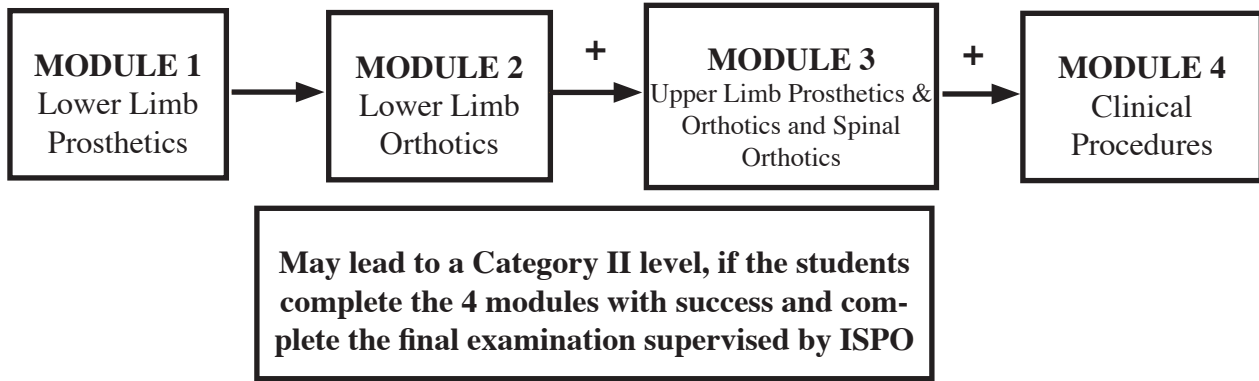 MODULE 1
Lower Limb
Prosthetics
+
MODULE 2
Lower Limb
Orthotics
+
MODULE 3
Upper Limb Prosthetics &
Orthotics and Spinal
Orthotics
MODULE 4
Clinical
Procedures
May lead to a Category II level, if the students
complete the 4 modules with success and com-
plete the final examination supervised by ISPO